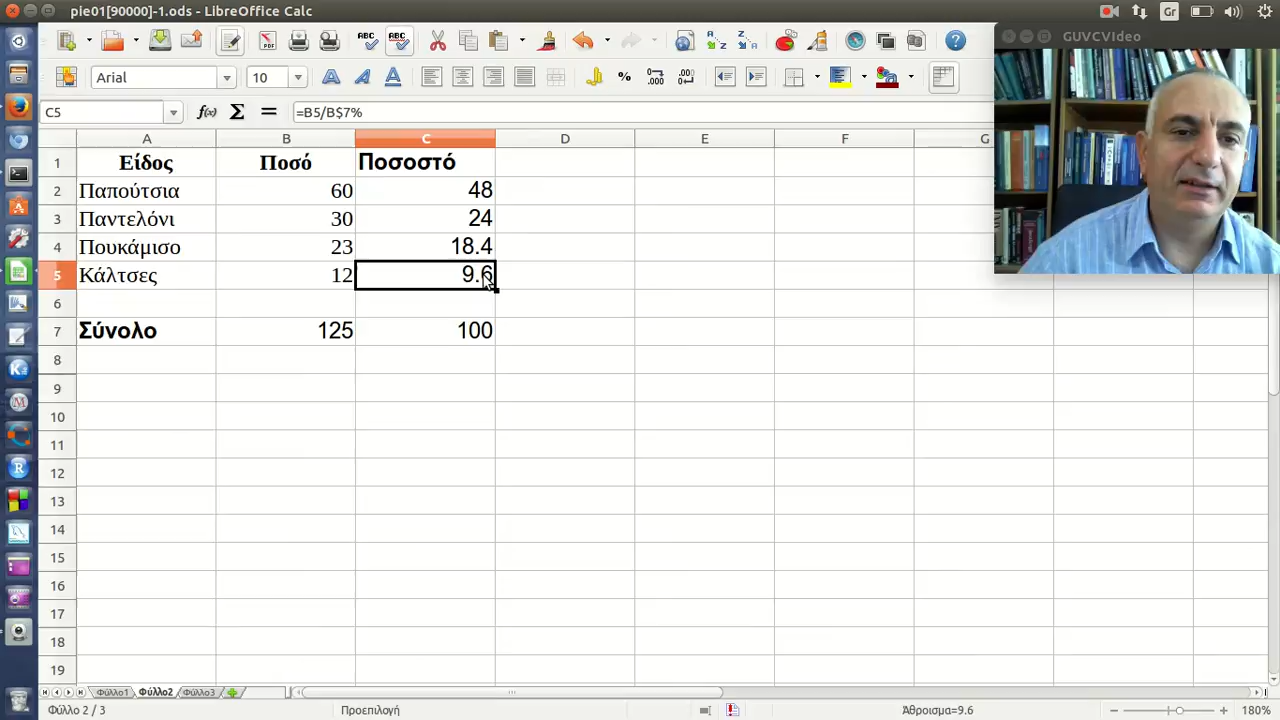 pie01[90000]-1.ods - LibreOffice Calc
Gr
GUVCVIdeo
Arial
10
C5
=B5/B$7%
A B C D E F G
1 Είδος Ποσό Ποσοστό
2 Παπούτσια 60 48
3 Παντελόνι 30 24
4 Πουκάμισο 23 18.4
5 Κάλτσες 12 9.6
6
7 Σύνολο 125 100
8
9
10
11
12
13
14
15
16
17
18
19
Φύλλο1 Φύλλο2 Φύλλο3
Φύλλο 2 / 3 Προεπιλογή Άθροισμα=9.6 180%